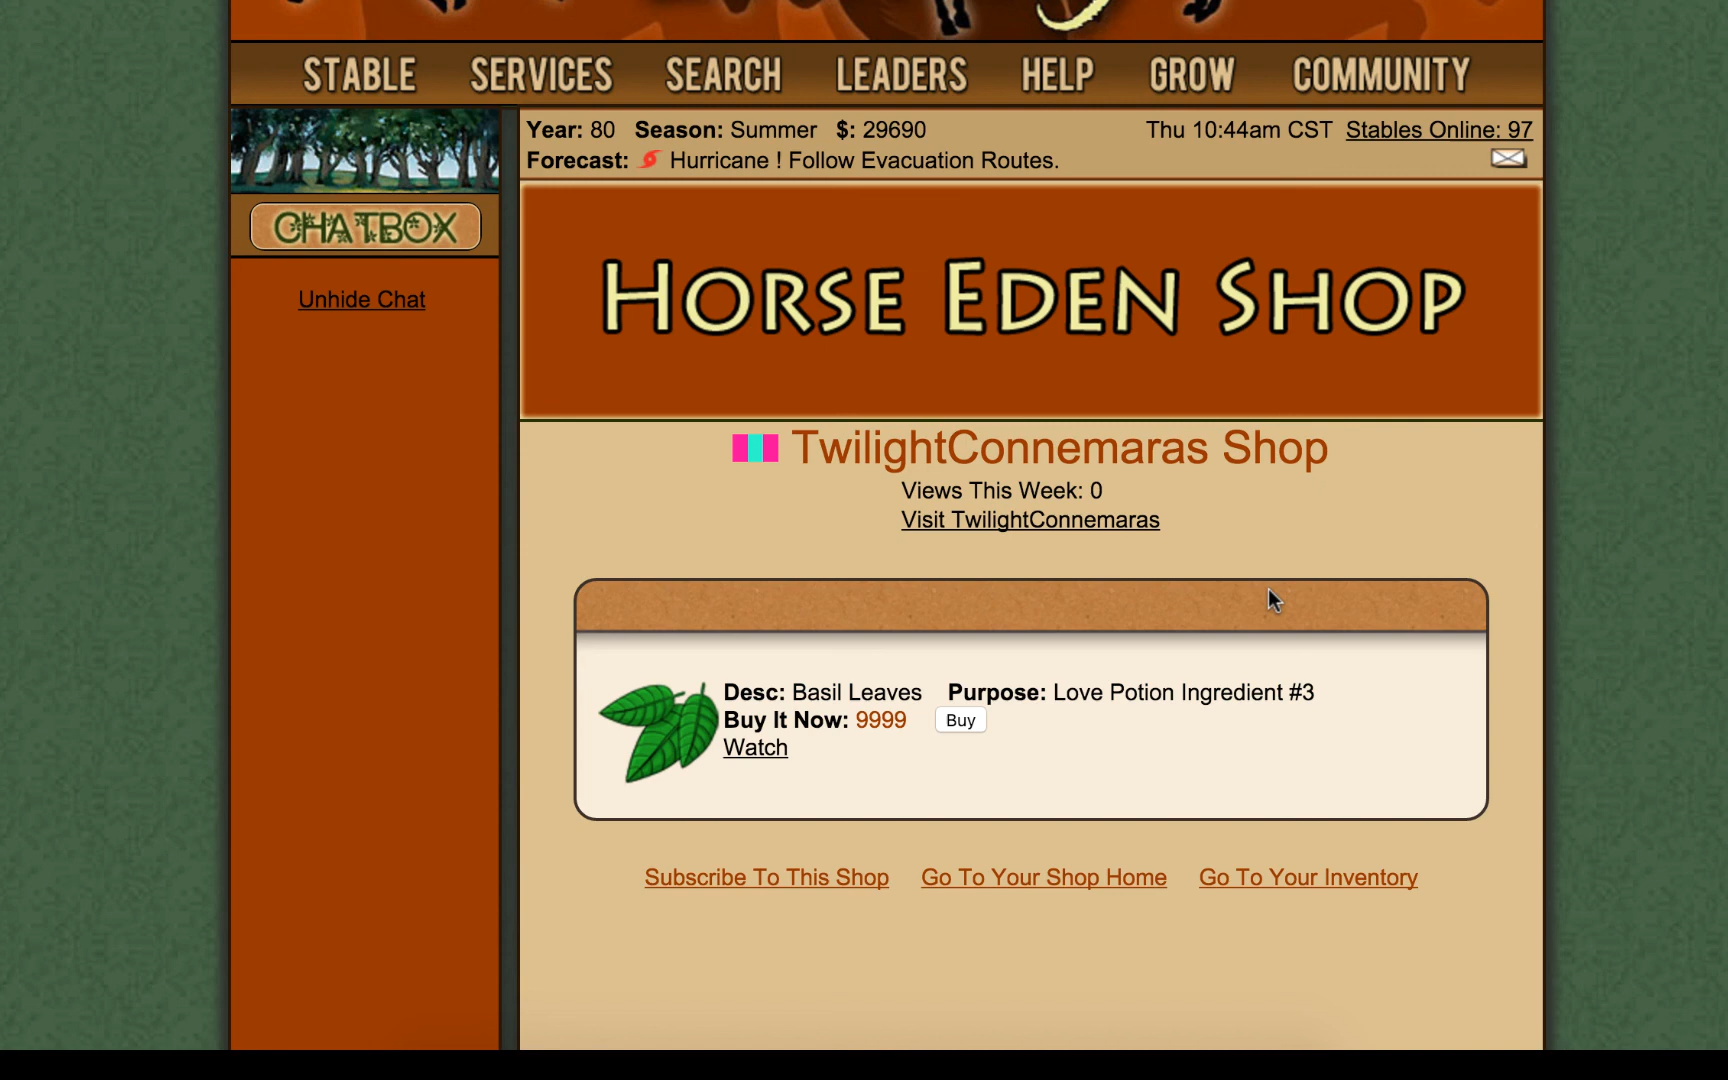 STABLE SERVICES SEARCH LEADERS HELP GROW COMMUNITY
Year: 80 Season: Summer $: 29690 Thu 10:44am CST Stables Online: 97
Forecast: Hurricane ! Follow Evacuation Routes.
CHATBOX
Unhide Chat
HORSE EDEN SHOP
TwilightConnemaras Shop
Views This Week: 0
Visit TwilightConnemaras
Desc: Basil Leaves Purpose: Love Potion Ingredient #3
Buy It Now: 9999 Buy
Watch
Subscribe To This Shop Go To Your Shop Home Go To Your Inventory